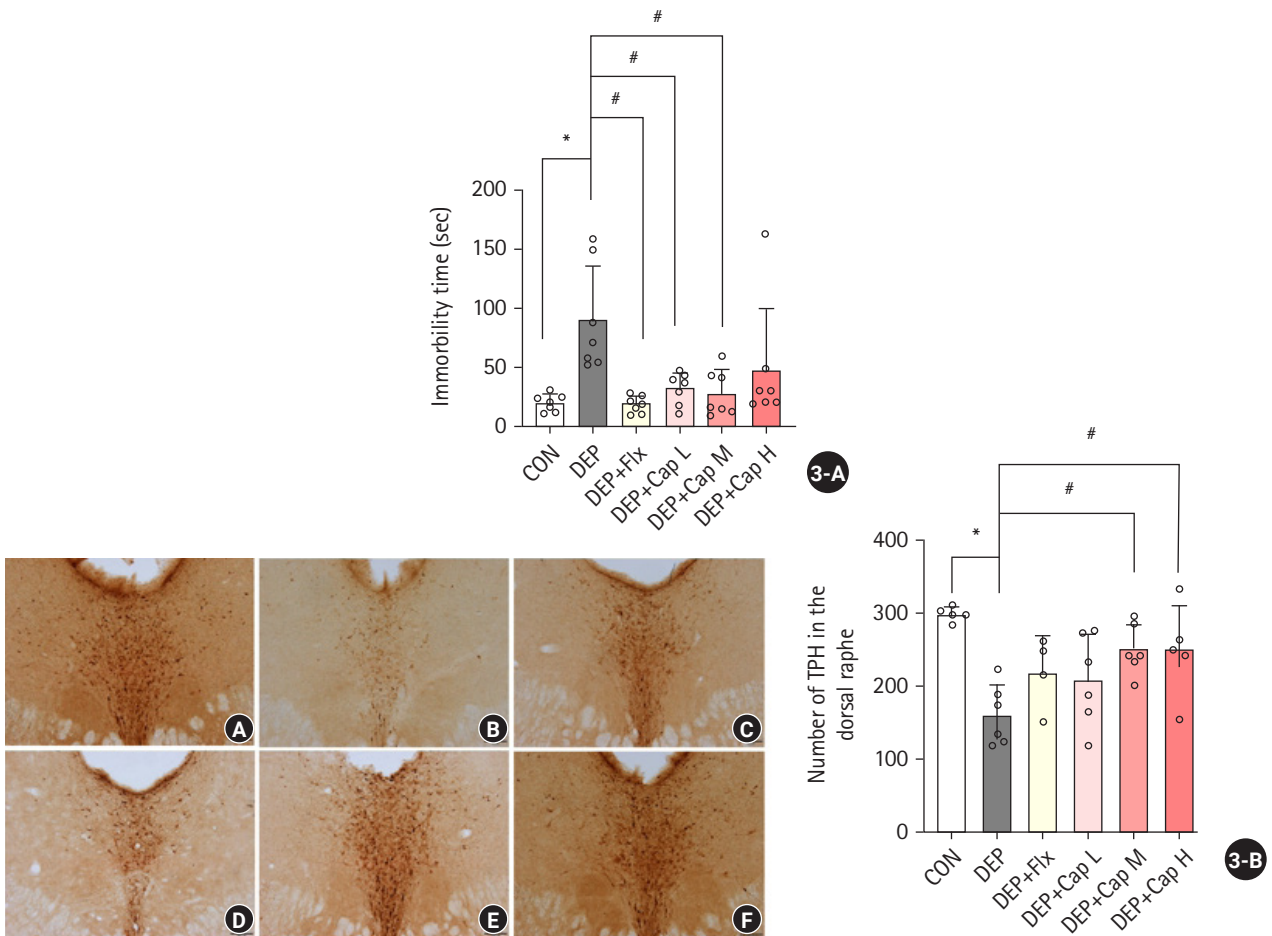 #
#
#
*
200
150
100
50
0
Immorbility time (sec)
CON
DEP
DEP+Flx
DEP+Cap L
DEP+Cap M
DEP+Cap H
3-A
#
#
*
400
300
200
100
0
Number of TPH in the
dorsal raphe
CON
DEP
DEP+Flx
DEP+Cap L
DEP+Cap M
DEP+Cap H
3-B
A
B
C
D
E
F